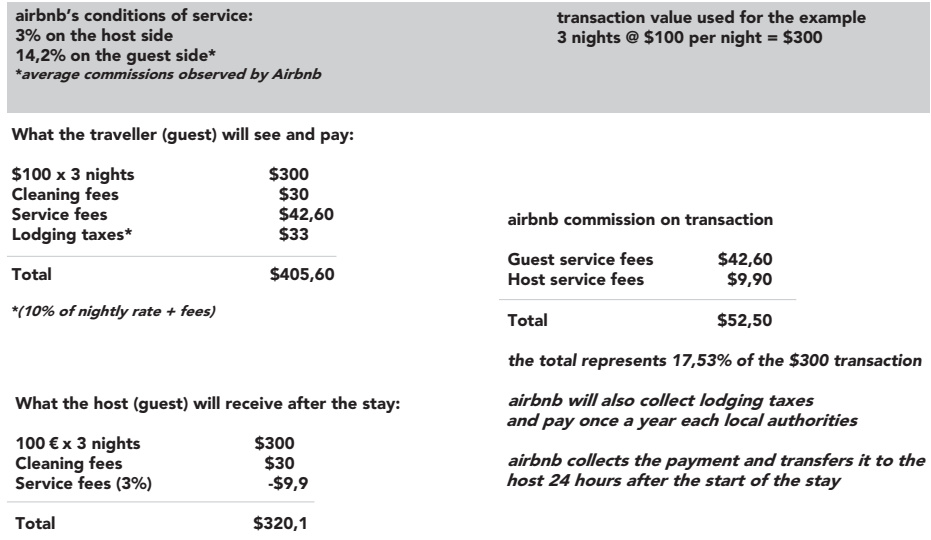 airbnb's conditions of service:
3% on the host side
14,2% on the guest side*
*average commissions observed by Airbnb
transaction value used for the example
3 nights @ $100 per night = $300
What the traveller (guest) will see and pay:
$100 x 3 nights $300
Cleaning fees $30
Service fees $42,60
Lodging taxes* $33
Total $405,60
*(10% of nightly rate + fees)
What the host (guest) will receive after the stay:
100 € x 3 nights $300
Cleaning fees $30
Service fees (3%) -$9,9
Total $320,1
airbnb commission on transaction
Guest service fees $42,60
Host service fees $9,90
Total $52,50
the total represents 17,53% of the $300 transaction
airbnb will also collect lodging taxes
and pay once a year each local authorities
airbnb collects the payment and transfers it to the
host 24 hours after the start of the stay